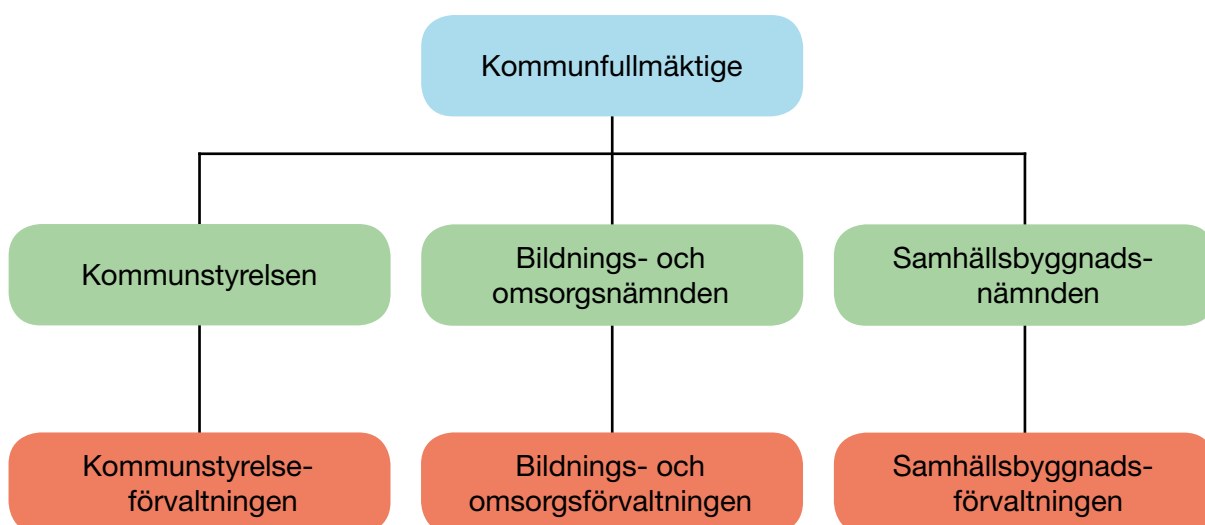 Kommunfullmäktige
Kommunstyrelsen
Bildnings- och
omsorgsnämnden
Samhällsbyggnads-
nämnden
Kommunstyrelse-
förvaltningen
Bildnings- och
omsorgsförvaltningen
Samhällsbyggnads-
förvaltningen